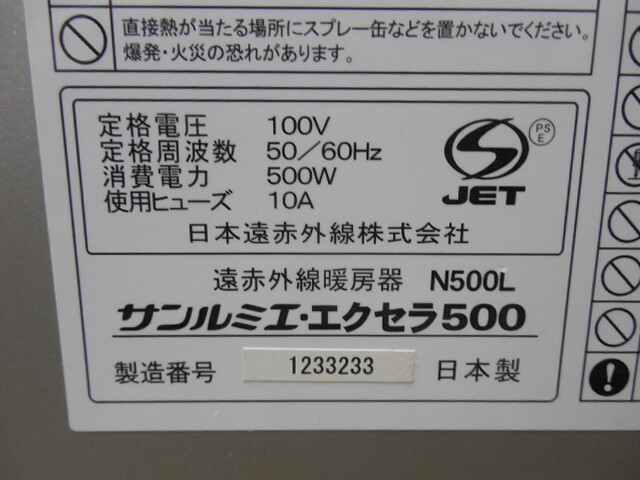 直接熱が当たる場所にスプレー缶などを置かないでください。
爆発・火災の恐れがあります。
定格電圧 100V
定格周波数 50／60Hz
消費電力 500W
使用ヒューズ 10A
JET
PS
E
日本遠赤外線株式会社
遠赤外線暖房器 N500L
サンルミエ・エクセラ500
製造番号 1233233 日本製